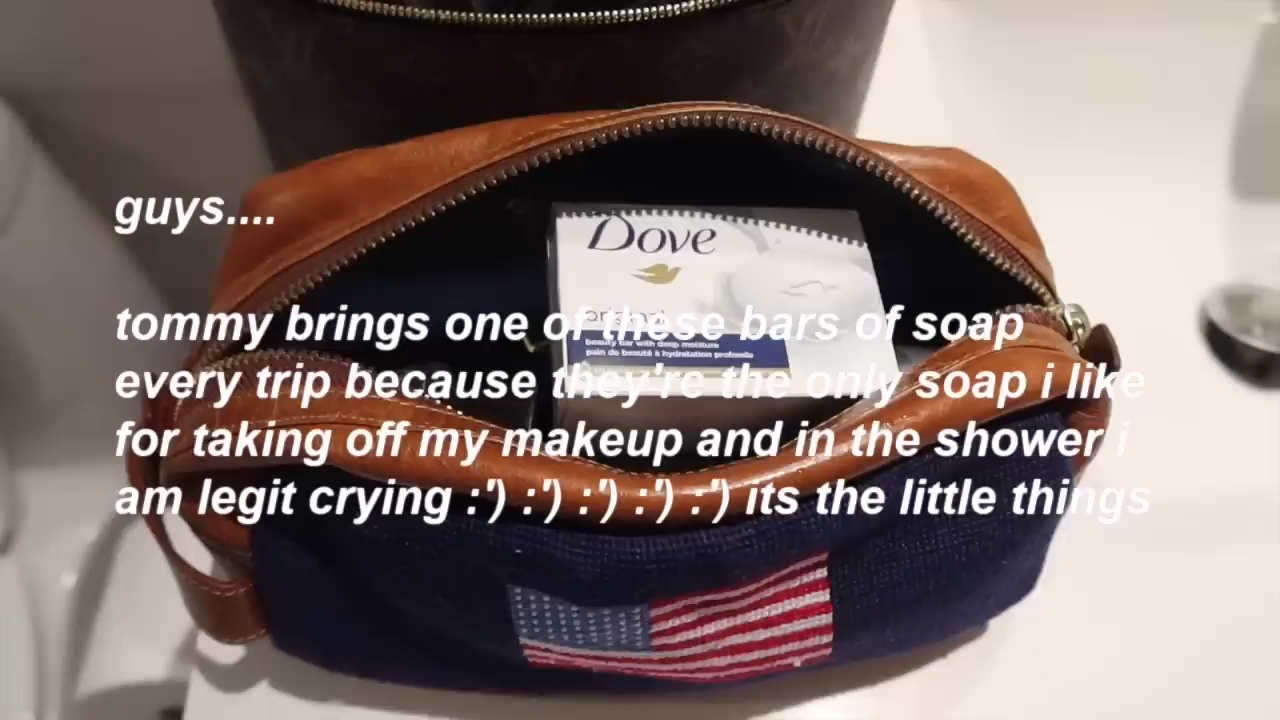 guys....
Dove
original
beauty bar with deep moisture
pain de beauté à hydratation profonde
tommy brings one of these bars of soap
every trip because they're the only soap i like
for taking off my makeup and in the shower i
am legit crying :') :') :') :') :') its the little things